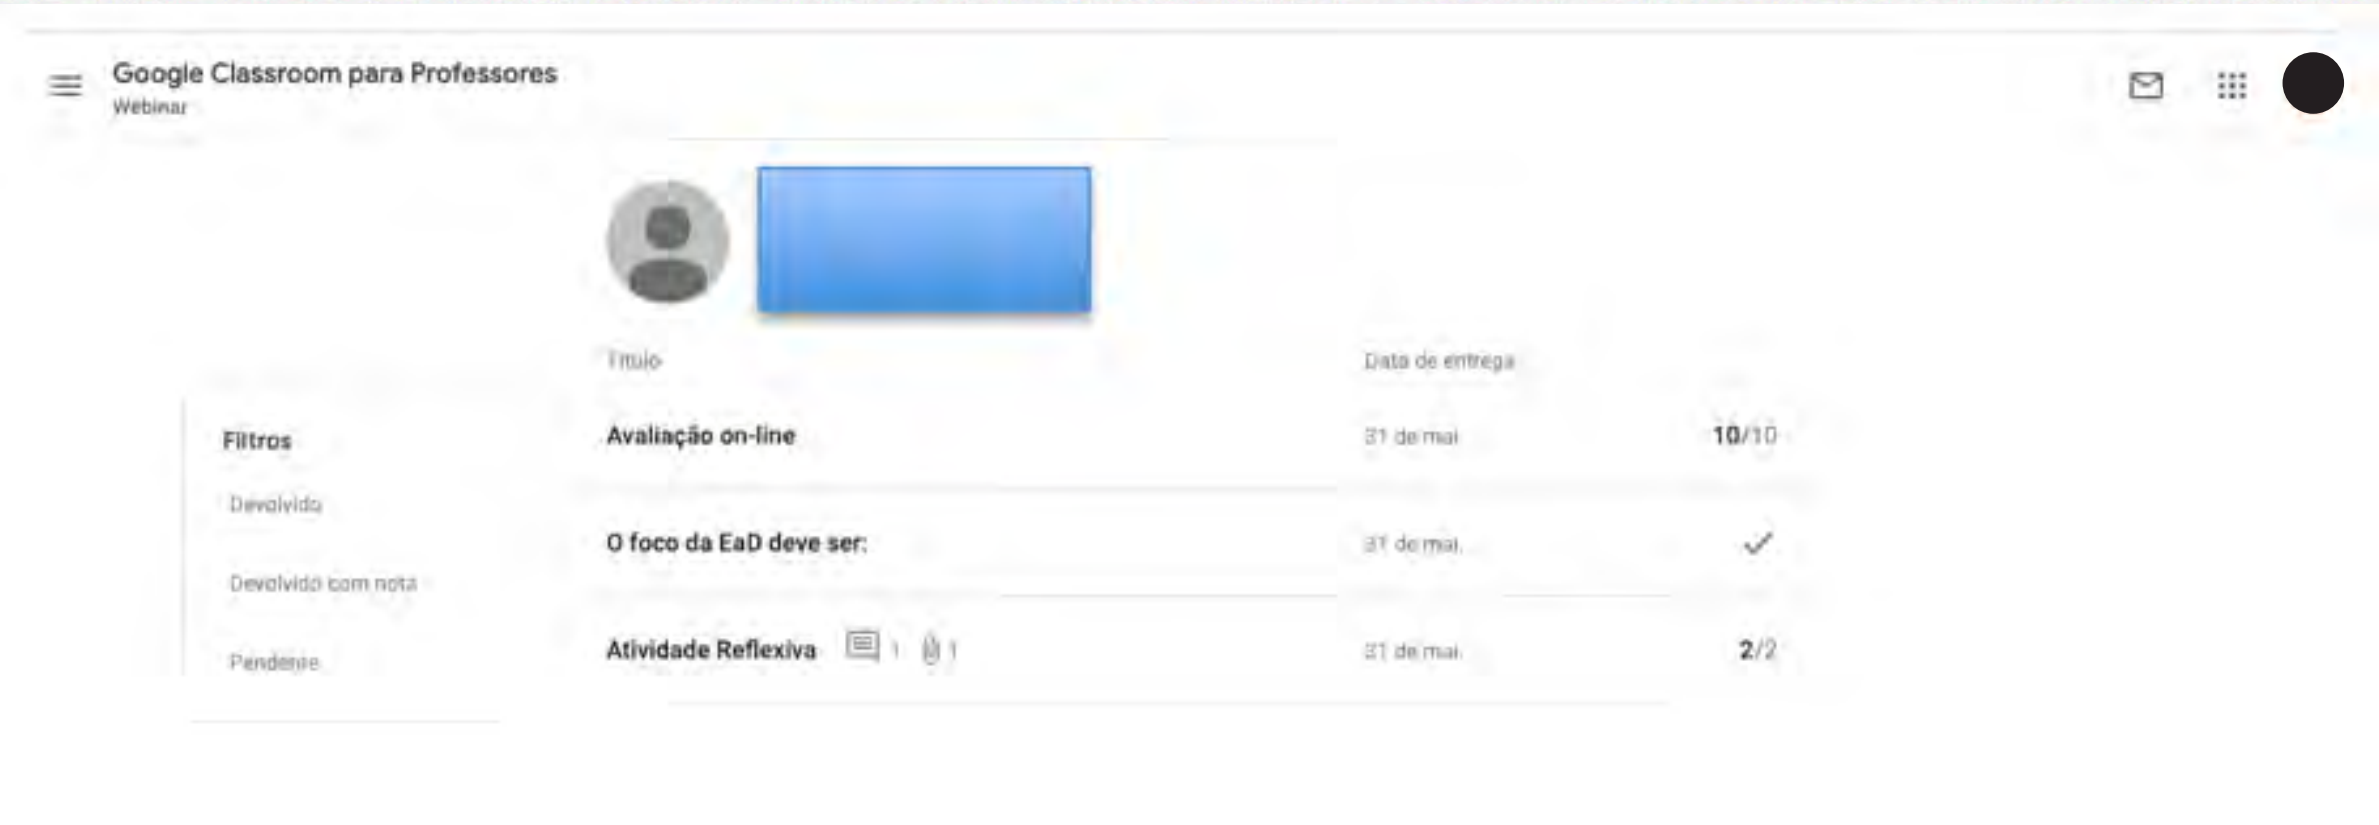 Google Classroom para Professores
Webinar
Título
Data de entrega
Filtros
Avaliação on-line
31 de mai.
10/10
Devolvido
O foco da EaD deve ser:
31 de mai.
Devolvido com nota
Atividade Reflexiva 1 1
31 de mai.
2/2
Pendente